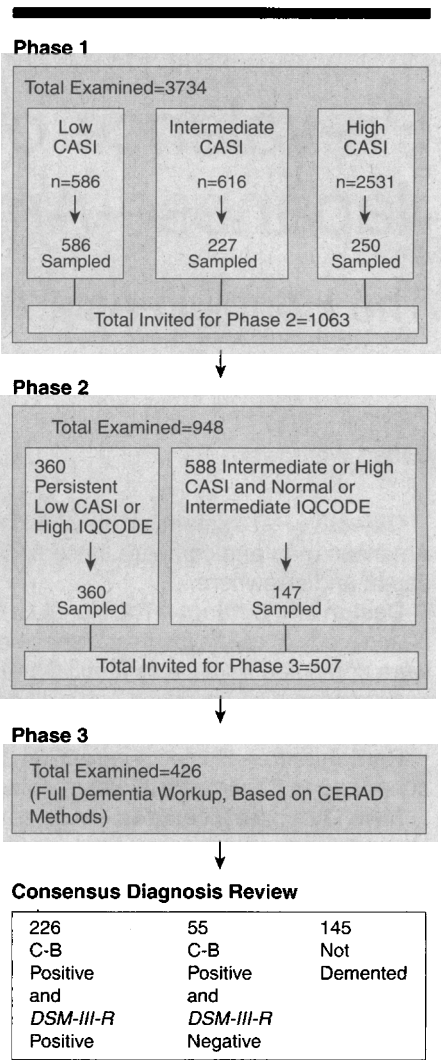 Phase 1
Total Examined=3734
Low
CASI
n=586
586
Sampled
Intermediate
CASI
n=616
227
Sampled
High
CASI
n=2531
250
Sampled
Total Invited for Phase 2=1063
Phase 2
Total Examined=948
360
Persistent
Low CASI or
High IQCODE
360
Sampled
588 Intermediate or High
CASI and Normal or
Intermediate IQCODE
147
Sampled
Total Invited for Phase 3=507
Phase 3
Total Examined=426
(Full Dementia Workup, Based on CERAD
Methods)
Consensus Diagnosis Review
226
C-B
Positive
and
DSM-III-R
Positive
55
C-B
Positive
and
DSM-III-R
Negative
145
Not
Demented